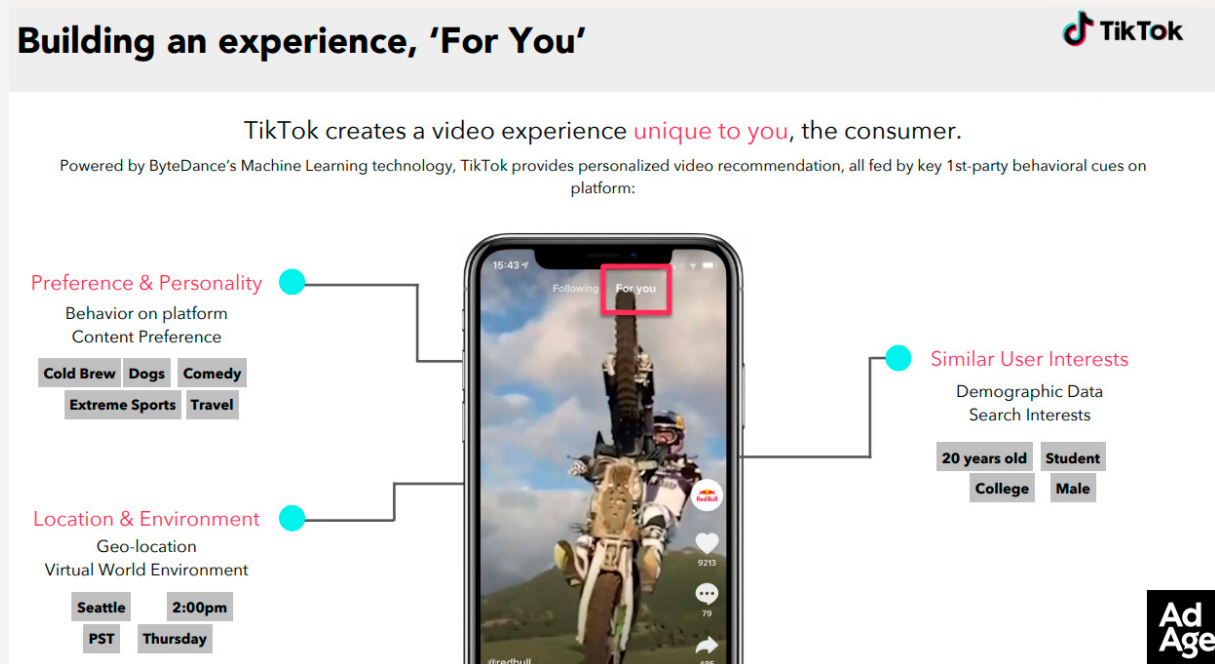 Building an experience, ‘For You’
TikTok
TikTok creates a video experience unique to you, the consumer.
Powered by ByteDance’s Machine Learning technology, TikTok provides personalized video recommendation, all fed by key 1st-party behavioral cues on
platform:
Preference & Personality
Behavior on platform
Content Preference
Cold Brew Dogs Comedy
Extreme Sports Travel
Location & Environment
Geo-location
Virtual World Environment
Seattle 2:00pm
PST Thursday
15:43
Following For you
RedBull
9213
79
485
@redbull
Similar User Interests
Demographic Data
Search Interests
20 years old Student
College Male
Ad
Age